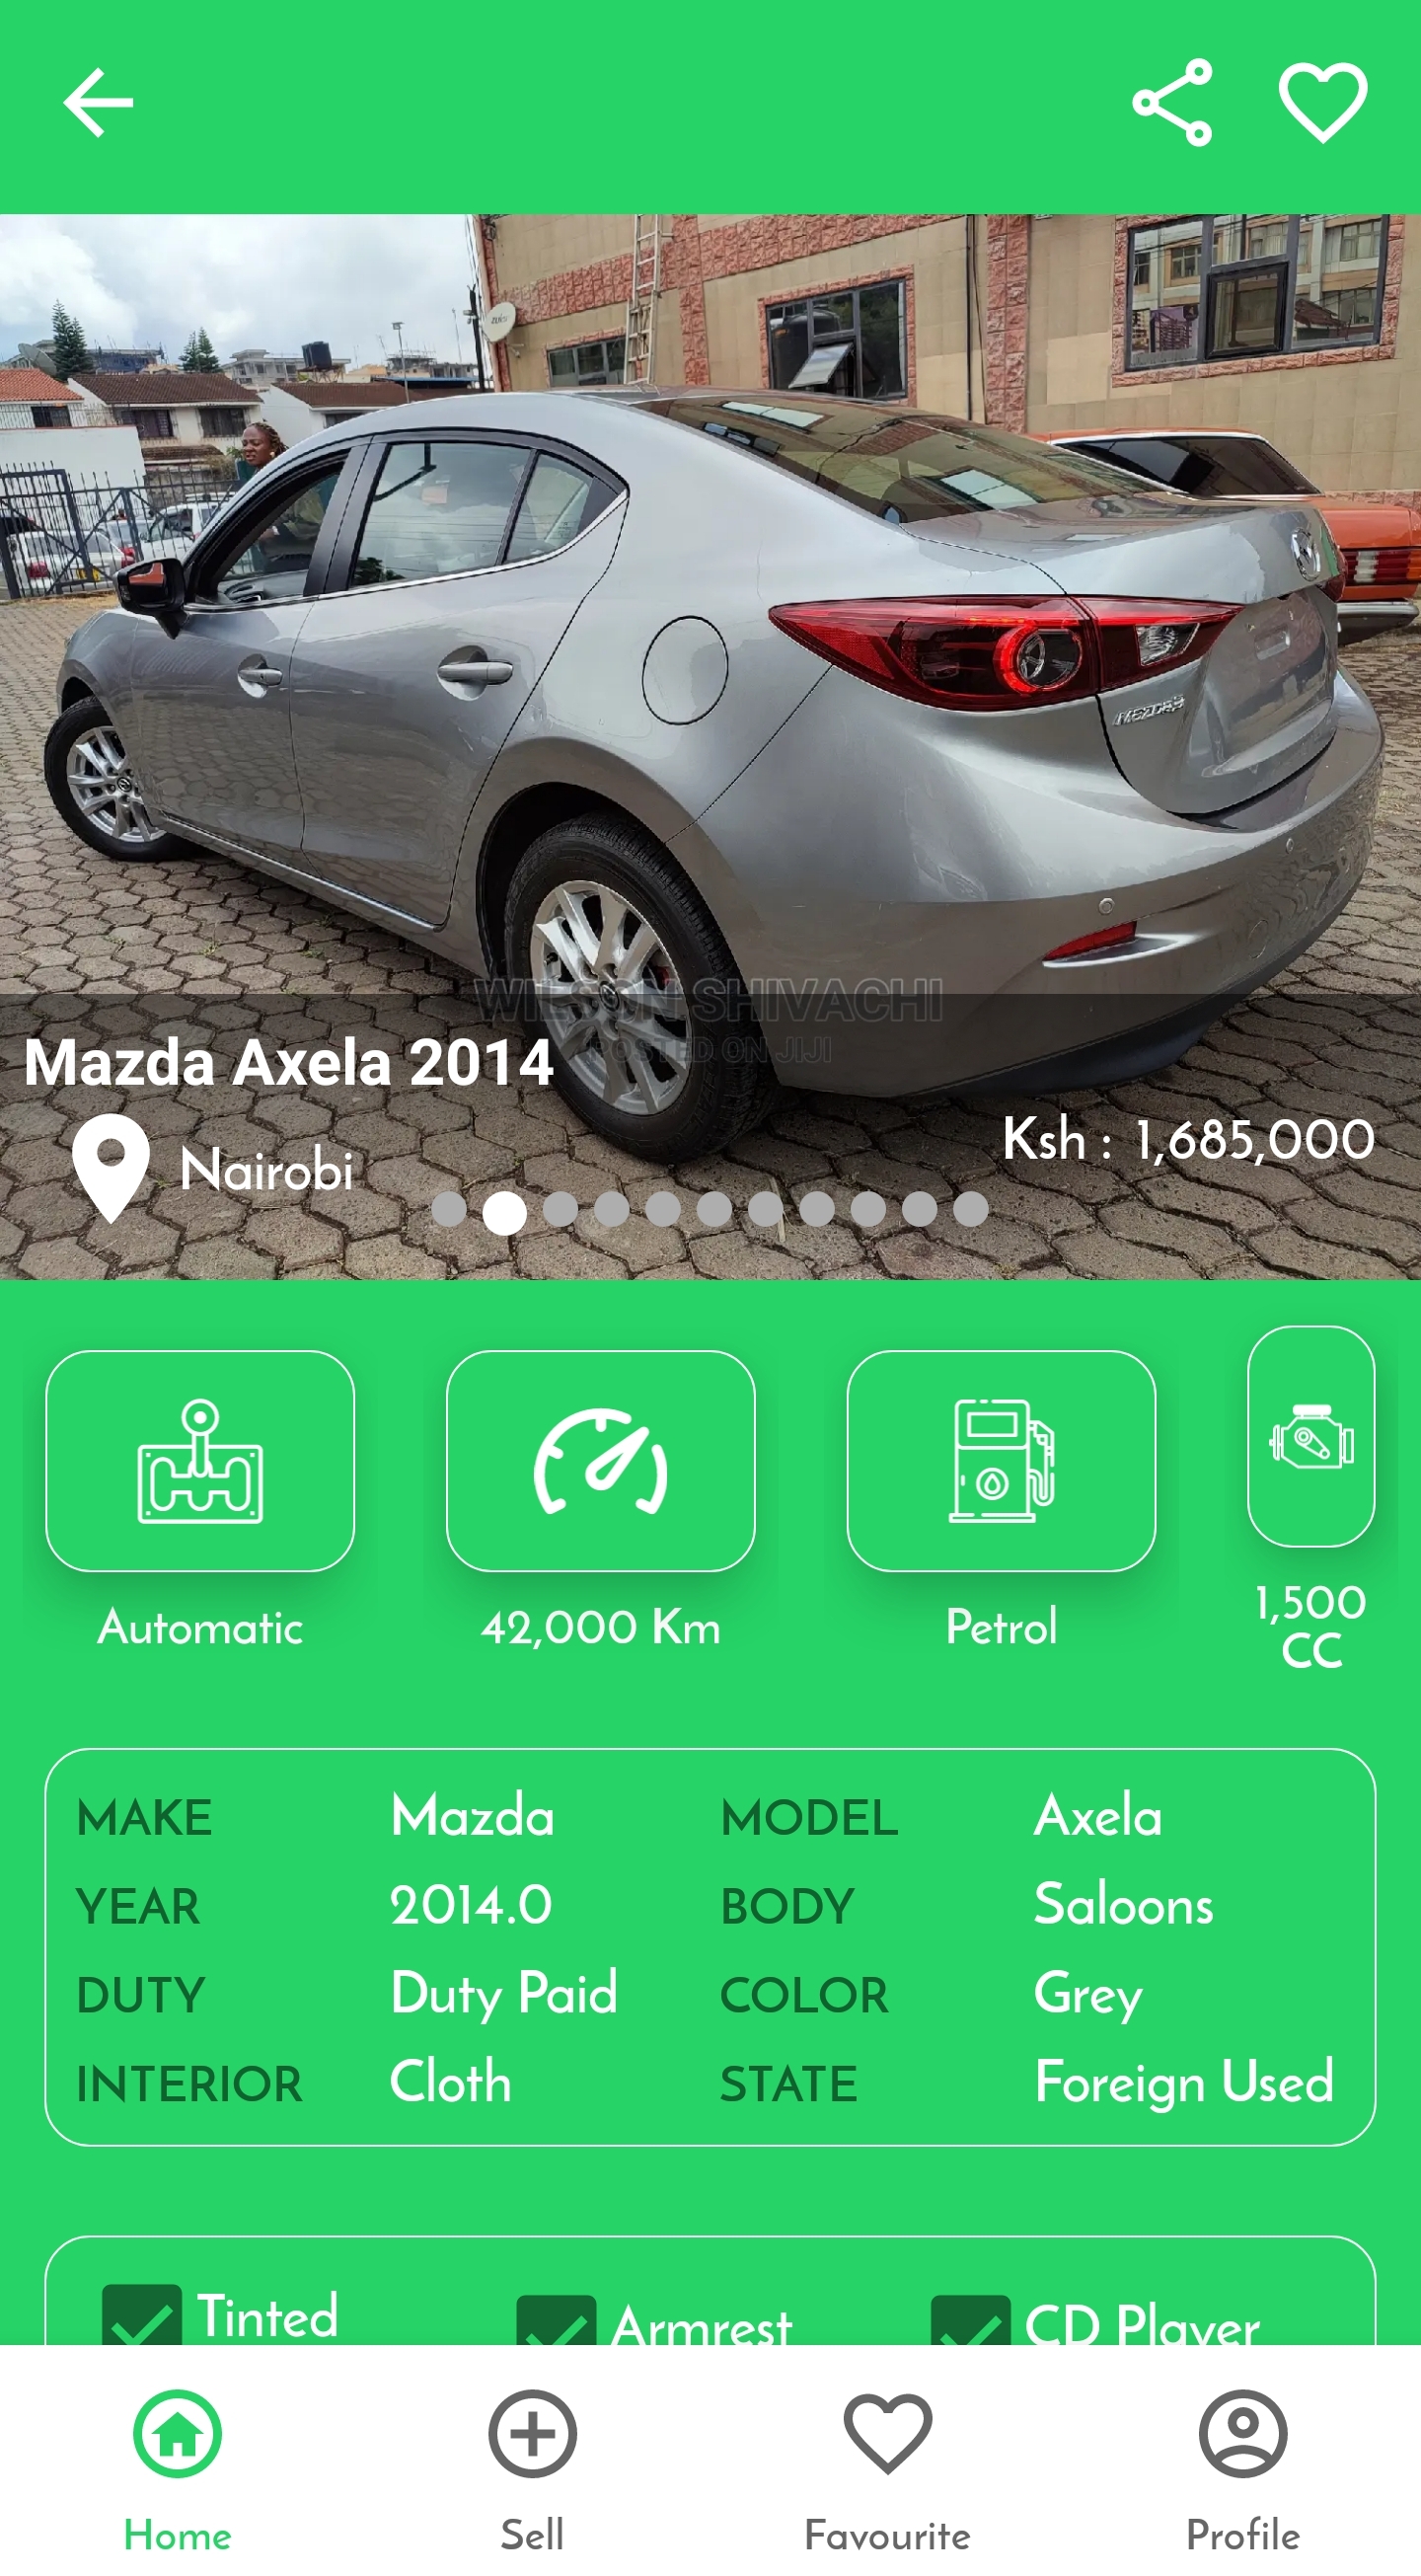 WILSON SHIVACHI
POSTED ON JIJI
MAZDA3
Mazda Axela 2014
Nairobi
Ksh : 1,685,000
Automatic
42,000 Km
Petrol
1,500
CC
MAKE Mazda MODEL Axela
YEAR 2014.0 BODY Saloons
DUTY Duty Paid COLOR Grey
INTERIOR Cloth STATE Foreign Used
Tinted Armrest CD Player
Home Sell Favourite Profile